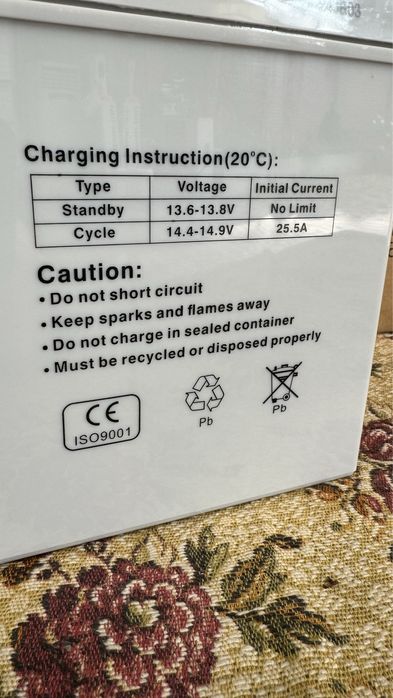 Charging Instruction(20°C):
Type Voltage Initial Current
Standby 13.6-13.8V No Limit
Cycle 14.4-14.9V 25.5A
Caution:
• Do not short circuit
• Keep sparks and flames away
• Do not charge in sealed container
• Must be recycled or disposed properly
CE
ISO9001
Pb
Pb